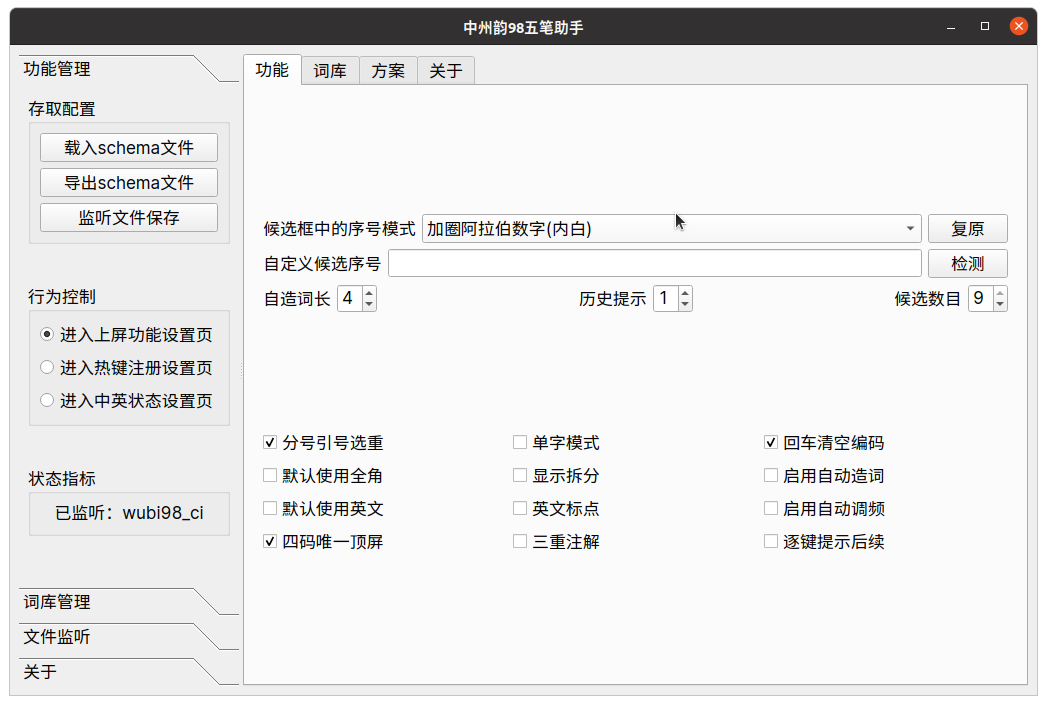 中州韵98五笔助手
功能管理
存取配置
载入schema文件
导出schema文件
监听文件保存
行为控制
进入上屏功能设置页
进入热键注册设置页
进入中英状态设置页
状态指标
已监听：wubi98_ci
词库管理
文件监听
关于
功能 词库 方案 关于
候选框中的序号模式 加圈阿拉伯数字(内白) 复原
自定义候选序号 检测
自造词长 4 历史提示 1 候选数目 9
分号引号选重 单字模式 回车清空编码
默认使用全角 显示拆分 启用自动造词
默认使用英文 英文标点 启用自动调频
四码唯一顶屏 三重注解 逐键提示后续